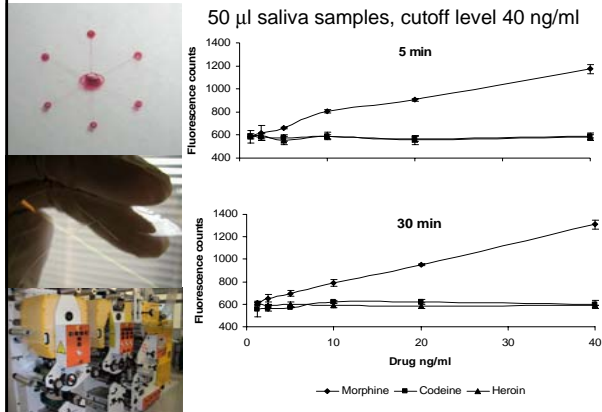 50 µl saliva samples, cutoff level 40 ng/ml
5 min
Fluorescence counts
1400
1200
1000
800
600
400
30 min
Fluorescence counts
1400
1200
1000
800
600
400
0 10 20 30 40
Drug ng/ml
Morphine Codeine Heroin